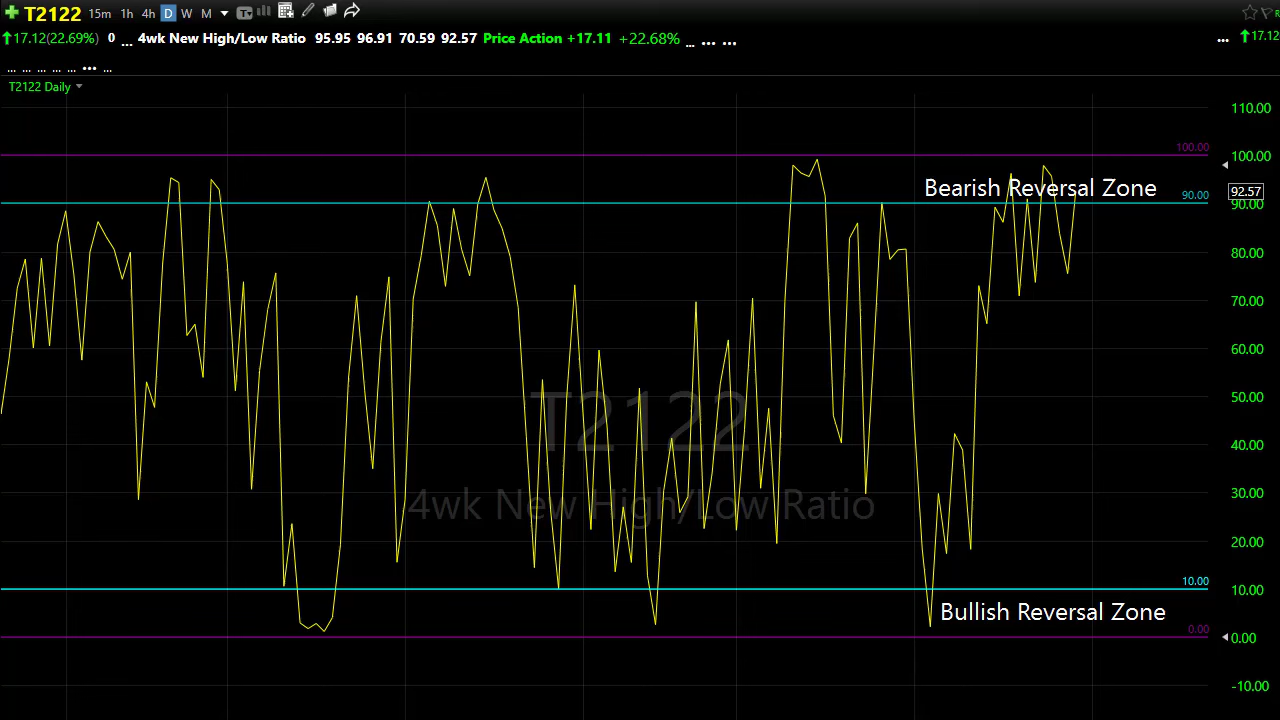 T2122 15m 1h 4h D W M
17.12(22.69%) 0 ... 4wk New High/Low Ratio 95.95 96.91 70.59 92.57 Price Action +17.11 +22.68% ... ... ... ... 17.12
... ... ... ... ... ... ...
T2122 Daily
110.00
100.00 100.00
Bearish Reversal Zone
92.57
90.00 90.00
80.00
70.00
60.00
50.00
T2122
40.00
4wk New High/Low Ratio
30.00
20.00
10.00 10.00
Bullish Reversal Zone
0.00 0.00
-10.00